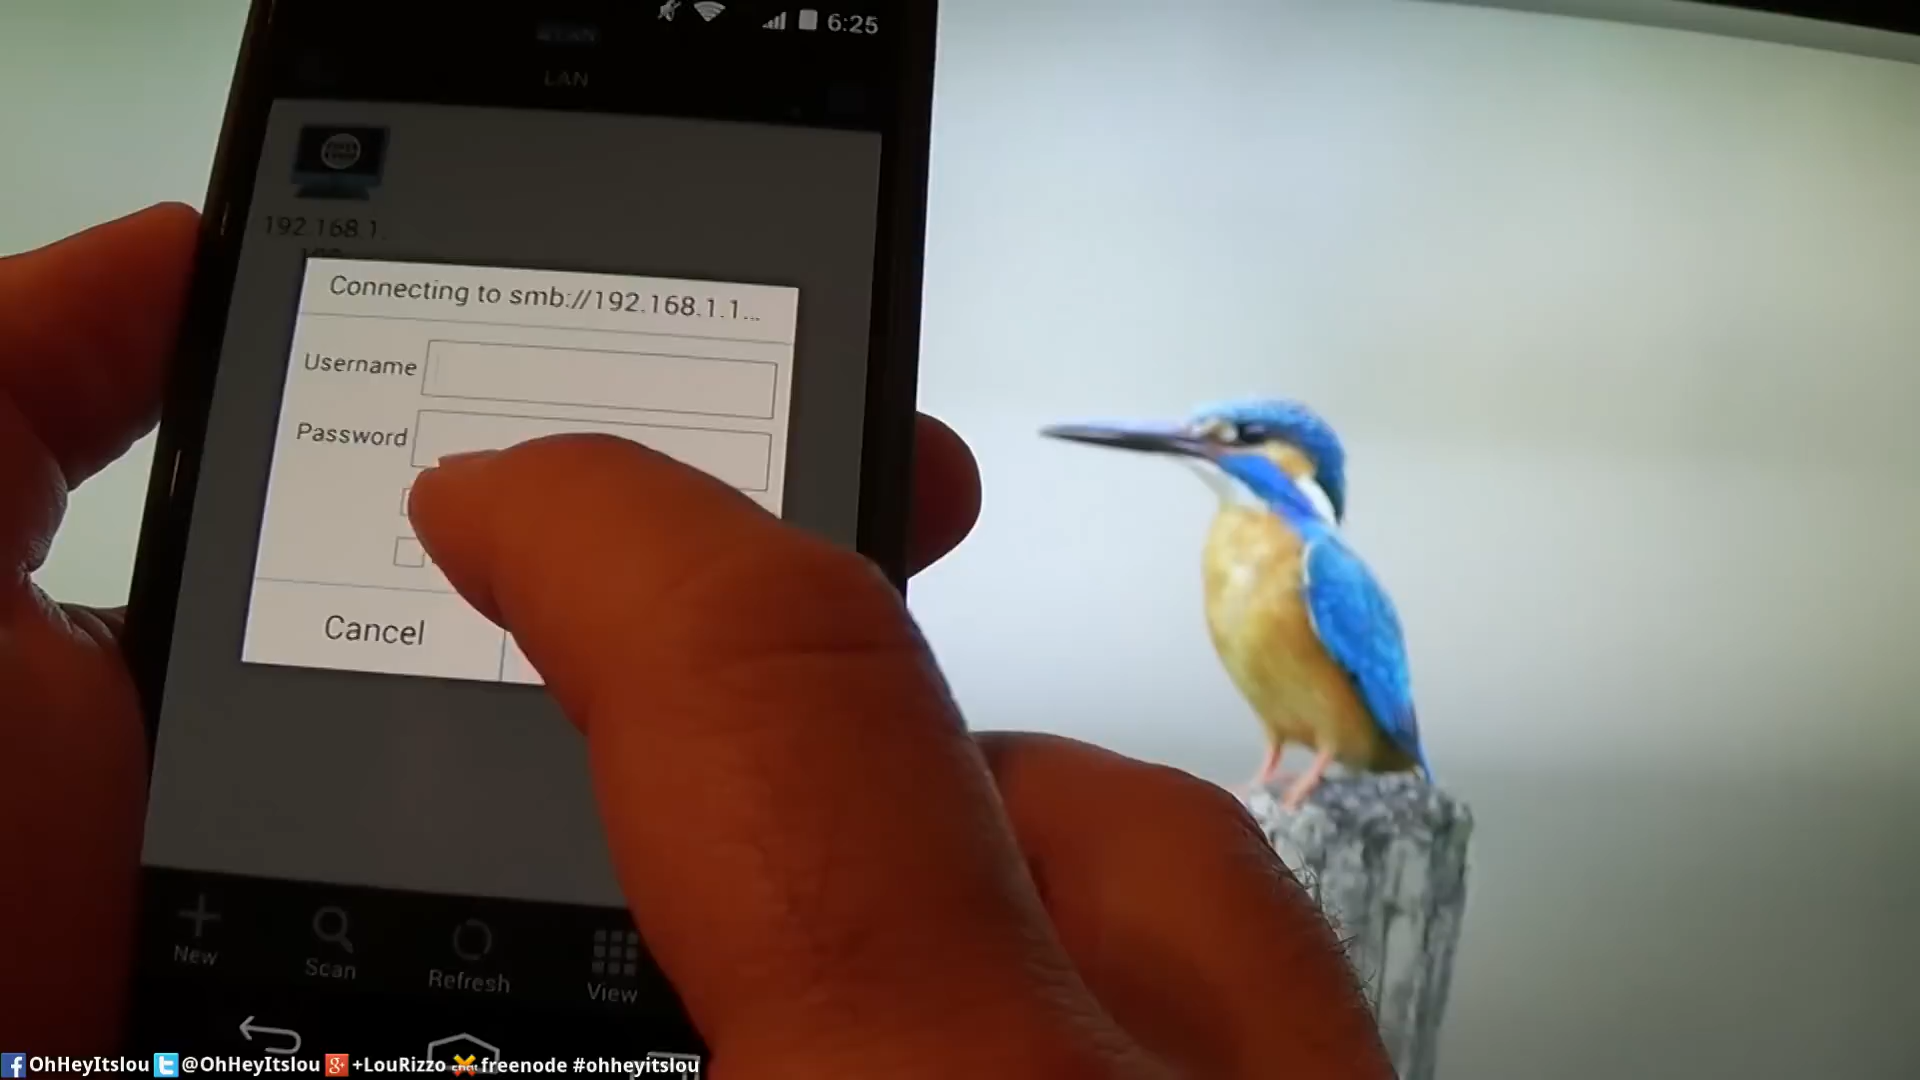 6:25
LAN
192.168.1.
Connecting to smb://192.168.1.1...
Username
Password
Cancel
New
Scan
Refresh
View
OhHeyItslou @OhHeyItslou +LouRizzo chat freenode #ohheyitslou